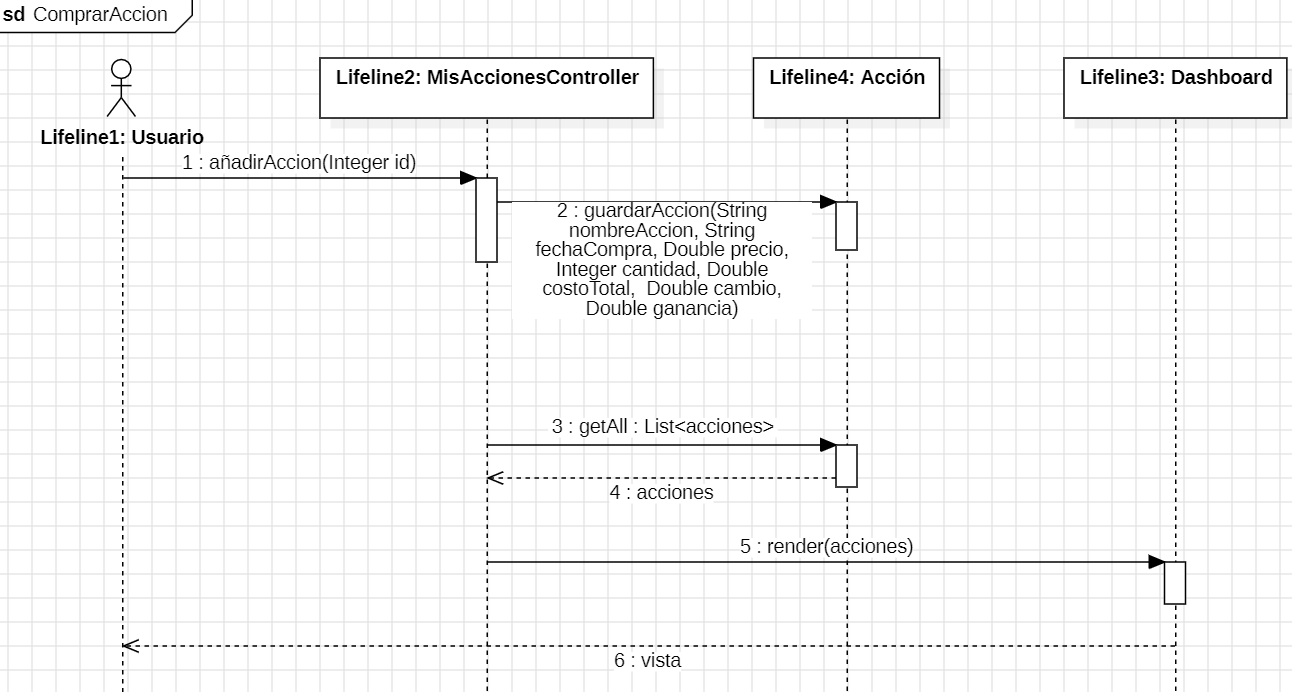 sd ComprarAccion
Lifeline2: MisAccionesController
Lifeline4: Acción
Lifeline3: Dashboard
Lifeline1: Usuario
1 : añadirAccion(Integer id)
2 : guardarAccion(String
nombreAccion, String
fechaCompra, Double precio,
Integer cantidad, Double
costoTotal,  Double cambio,
Double ganancia)
3 : getAll : List<acciones>
4 : acciones
5 : render(acciones)
6 : vista